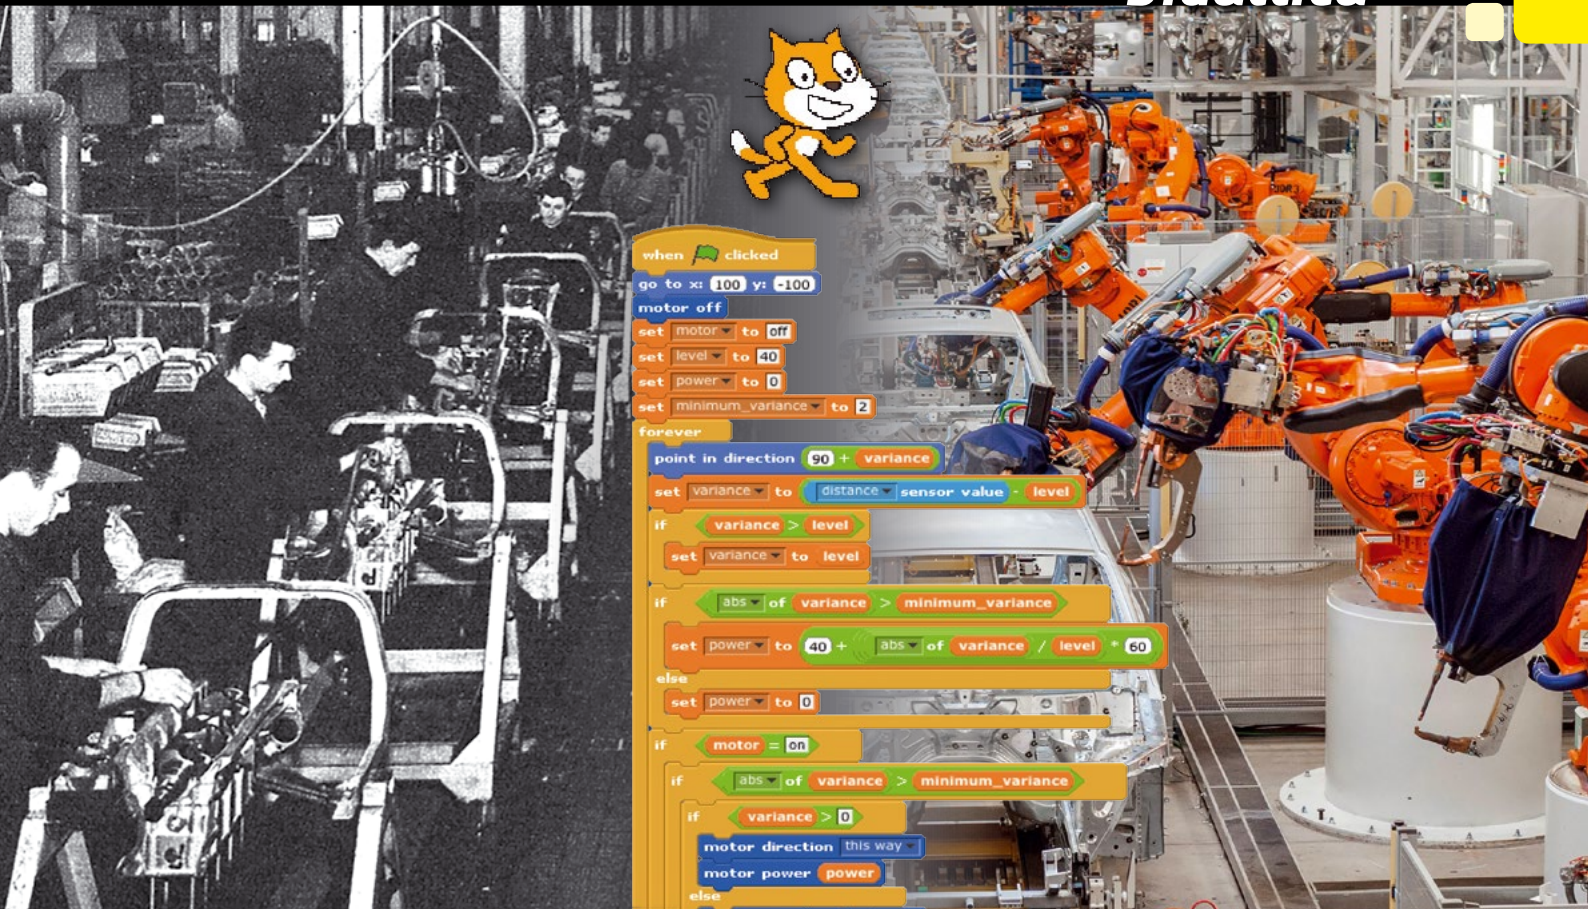 Didattica
when clicked
go to x: 100 y: -100
motor off
set motor to off
set level to 40
set power to 0
set minimum_variance to 2
forever
point in direction 90 + variance
set variance to distance sensor value - level
if variance > level
set variance to level
if abs of variance > minimum_variance
set power to 40 + abs of variance / level * 60
else
set power to 0
if motor = on
if abs of variance > minimum_variance
if variance > 0
motor direction this way
motor power power
else